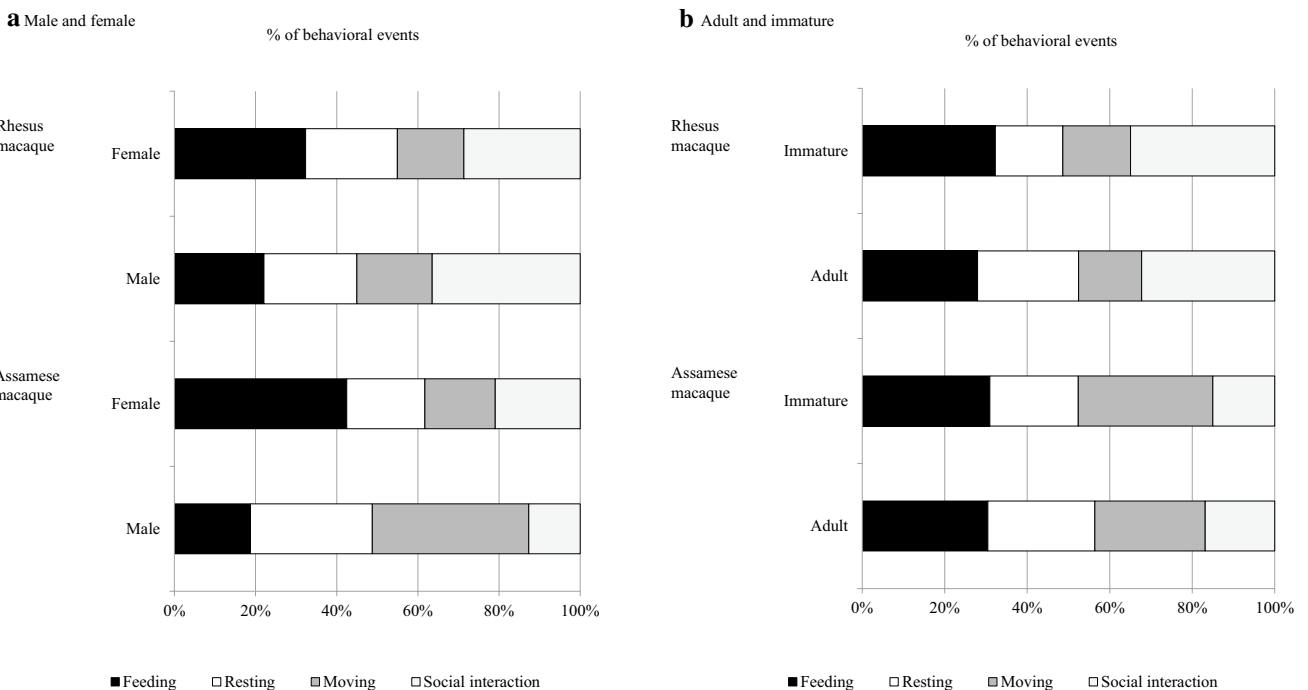 a Male and female
% of behavioral events
Rhesus
macaque
Female
Male
Assamese
macaque
Female
Male
0% 20% 40% 60% 80% 100%
Feeding Resting Moving Social interaction
b Adult and immature
% of behavioral events
Rhesus
macaque
Immature
Adult
Assamese
macaque
Immature
Adult
0% 20% 40% 60% 80% 100%
Feeding Resting Moving Social interaction